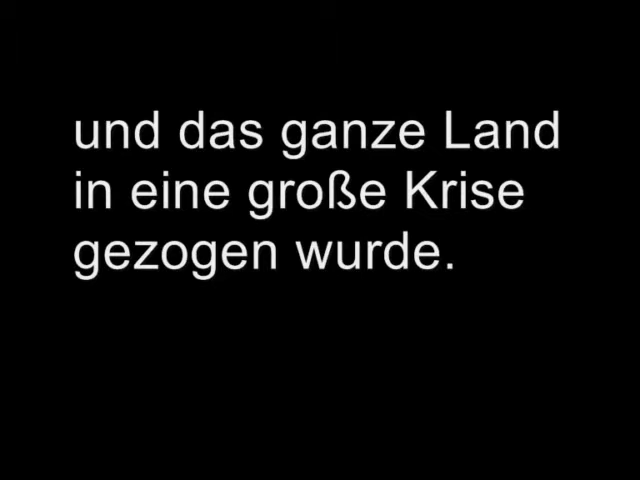 und das ganze Land
in eine große Krise
gezogen wurde.